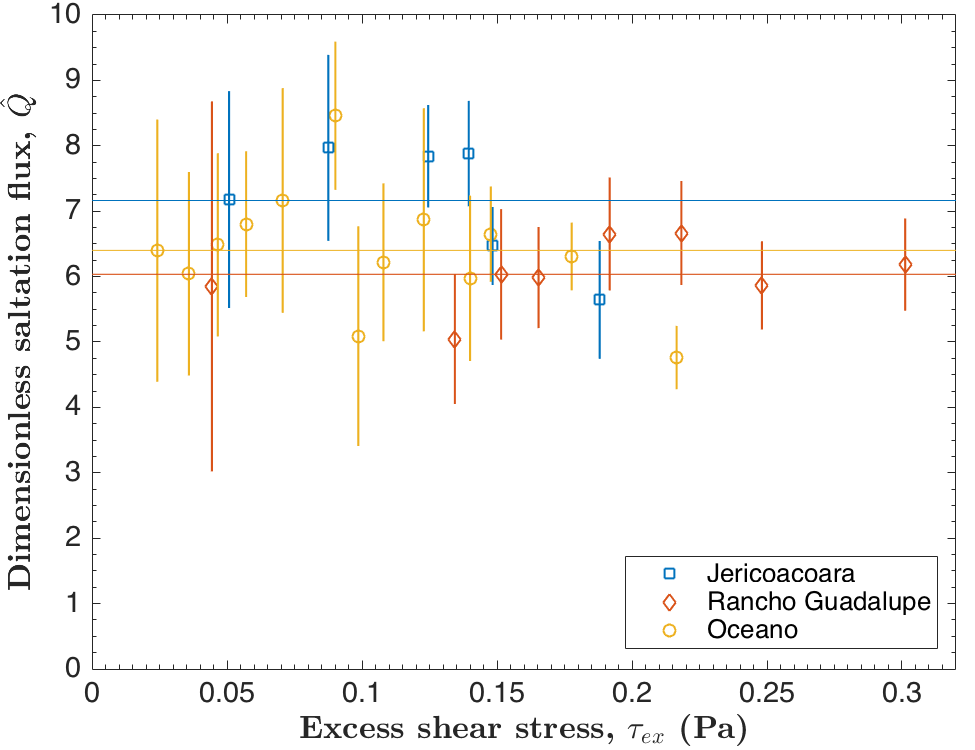 10
9
8
7
6
5
4
3
2
1
0
Dimensionless saltation flux, Q̂
Jericoacoara
Rancho Guadalupe
Oceano
0 0.05 0.1 0.15 0.2 0.25 0.3
Excess shear stress, τ_ex (Pa)